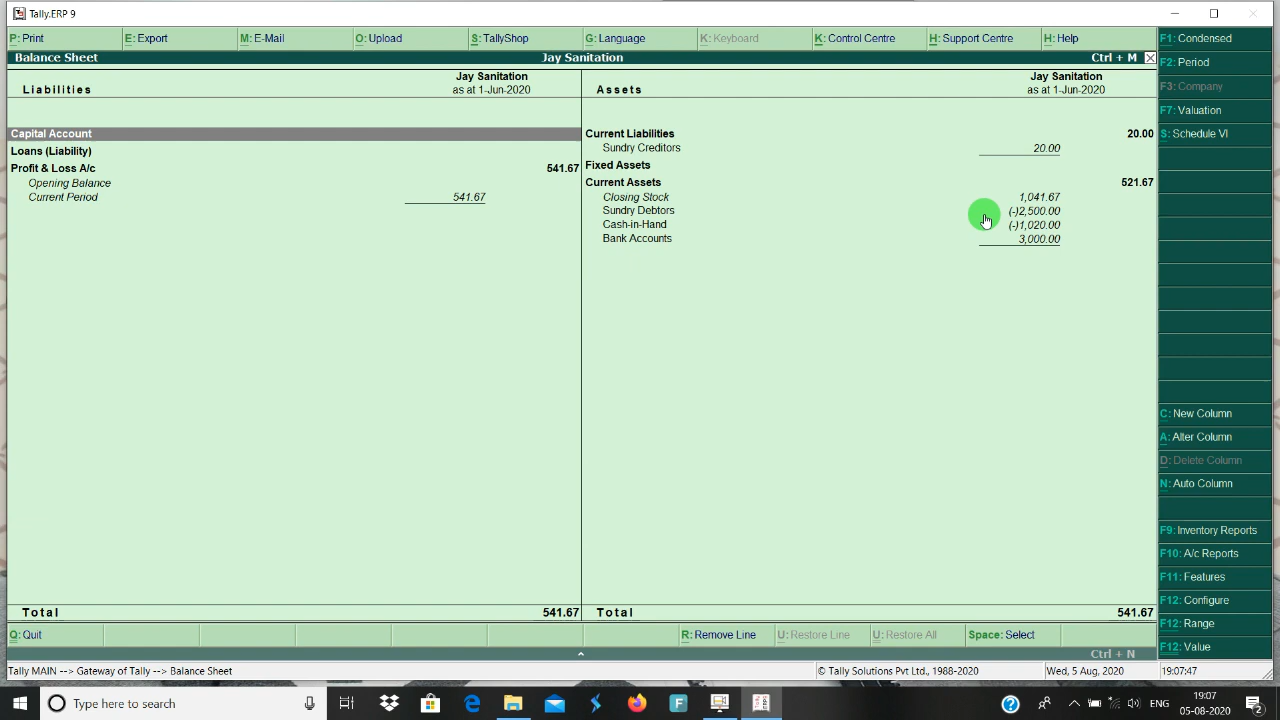 Tally.ERP 9
P: Print
E: Export
M: E-Mail
O: Upload
S: TallyShop
G: Language
K: Keyboard
K: Control Centre
H: Support Centre
H: Help
Balance Sheet
Jay Sanitation
Ctrl + M
Liabilities
Jay Sanitation
as at 1-Jun-2020
Assets
Jay Sanitation
as at 1-Jun-2020
Capital Account
Loans (Liability)
Profit & Loss A/c 541.67
Opening Balance
Current Period 541.67
Current Liabilities 20.00
Sundry Creditors 20.00
Fixed Assets
Current Assets 521.67
Closing Stock 1,041.67
Sundry Debtors (-)2,500.00
Cash-in-Hand (-)1,020.00
Bank Accounts 3,000.00
Total 541.67
Total 541.67
F1: Condensed
F2: Period
F3: Company
F7: Valuation
S: Schedule VI
C: New Column
A: Alter Column
D: Delete Column
N: Auto Column
F9: Inventory Reports
F10: A/c Reports
F11: Features
F12: Configure
F12: Range
F12: Value
Q: Quit
R: Remove Line
U: Restore Line
U: Restore All
Space: Select
Ctrl + N
Tally MAIN --> Gateway of Tally --> Balance Sheet
© Tally Solutions Pvt Ltd., 1988-2020
Wed, 5 Aug, 2020
19:07:47
Type here to search
ENG
19:07
05-08-2020
2